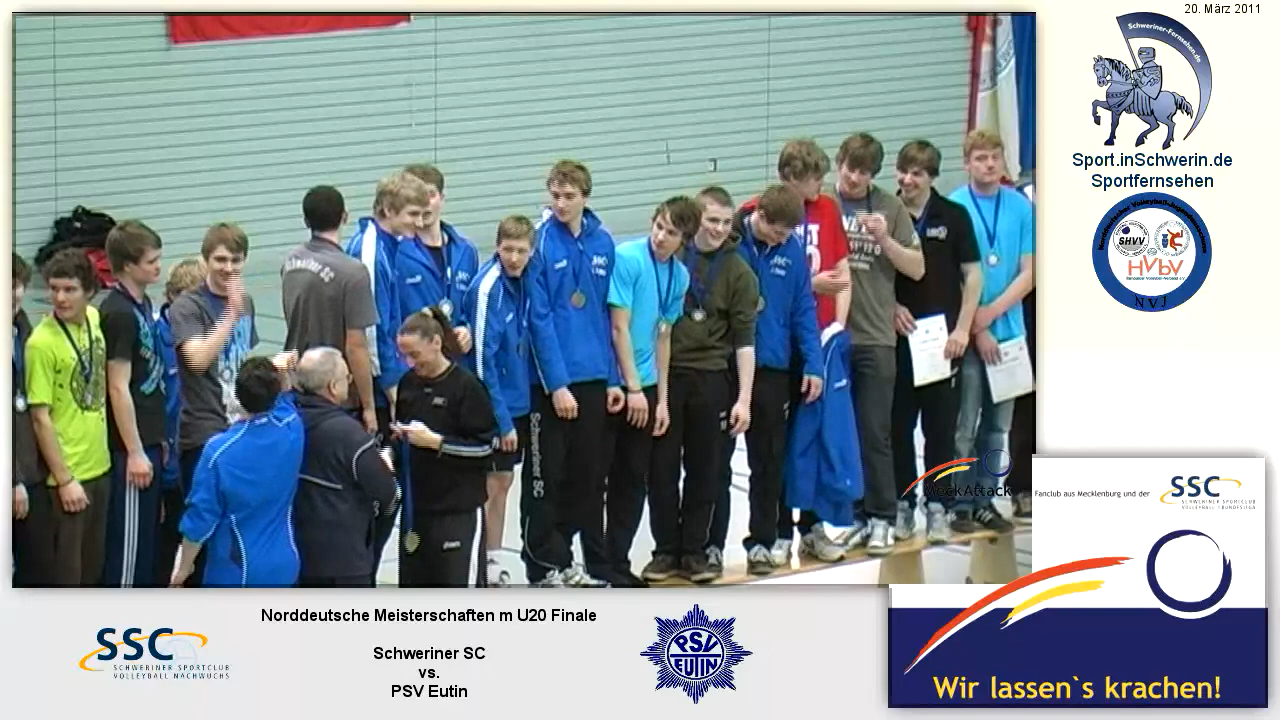 20. März 2011
Schweriner-Fernsehen.de
Sport.inSchwerin.de
Sportfernsehen
SHVV
HVbV
NVJ
Schweriner SC
Schweriner SC
SSC
MeckAttack
Fanclub aus Mecklenburg und der
SSC
SCHWERINER SPORTCLUB
Wir lassen`s krachen!
Norddeutsche Meisterschaften m U20 Finale
Schweriner SC
vs.
PSV Eutin
SSC
SCHWERINER SPORTCLUB
VOLLEYBALL NACHWUCHS
PSV
EUTIN